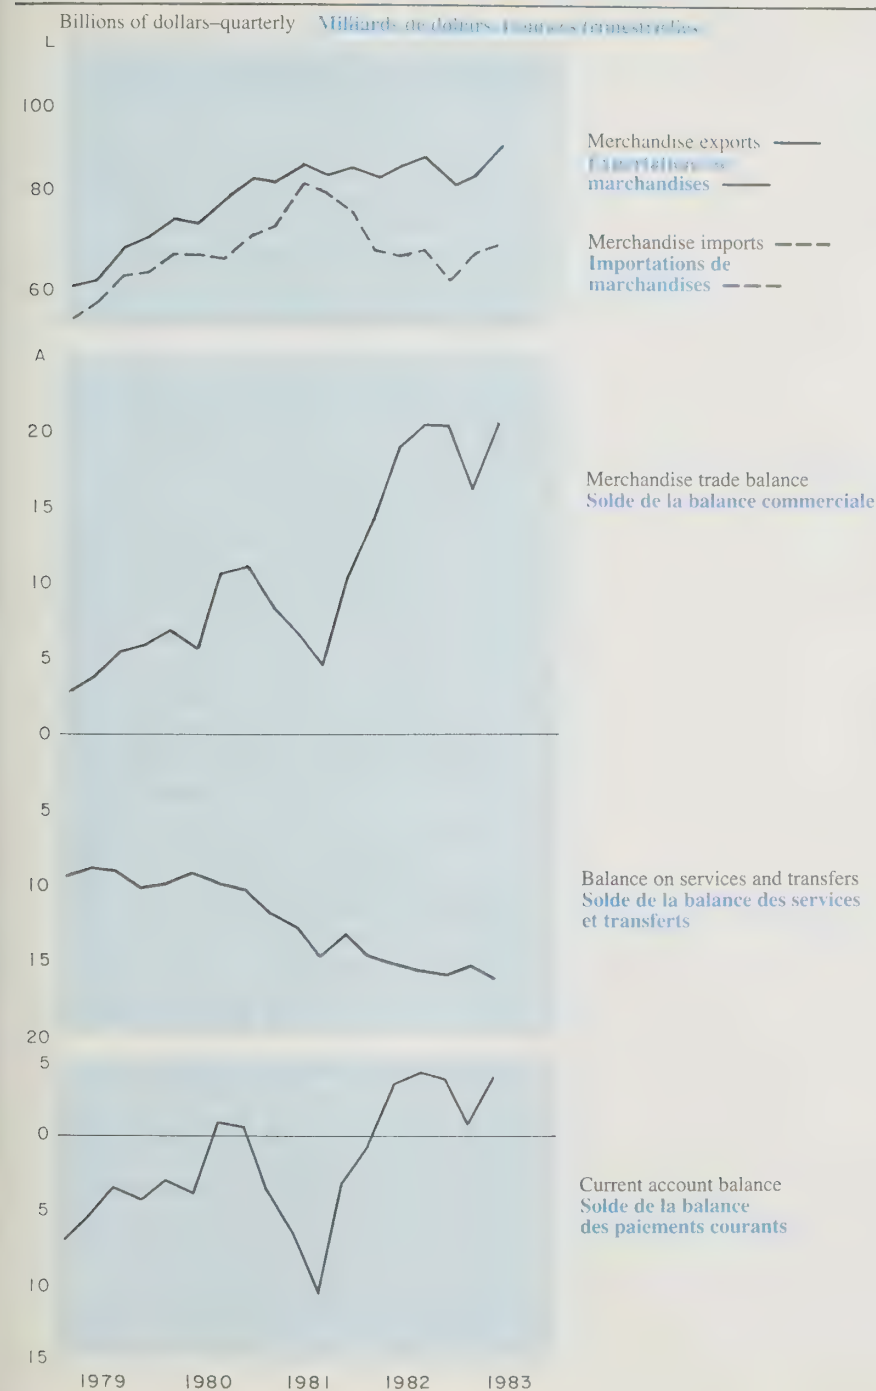 Billions of dollars–quarterly Milliards de dollars
L
100
80
60
Merchandise exports
marchandises
Merchandise imports
Importations de
marchandises
A
20
15
10
5
0
5
10
15
20
Merchandise trade balance
Solde de la balance commerciale
Balance on services and transfers
Solde de la balance des services
et transferts
5
0
5
10
15
Current account balance
Solde de la balance
des paiements courants
1979 1980 1981 1982 1983